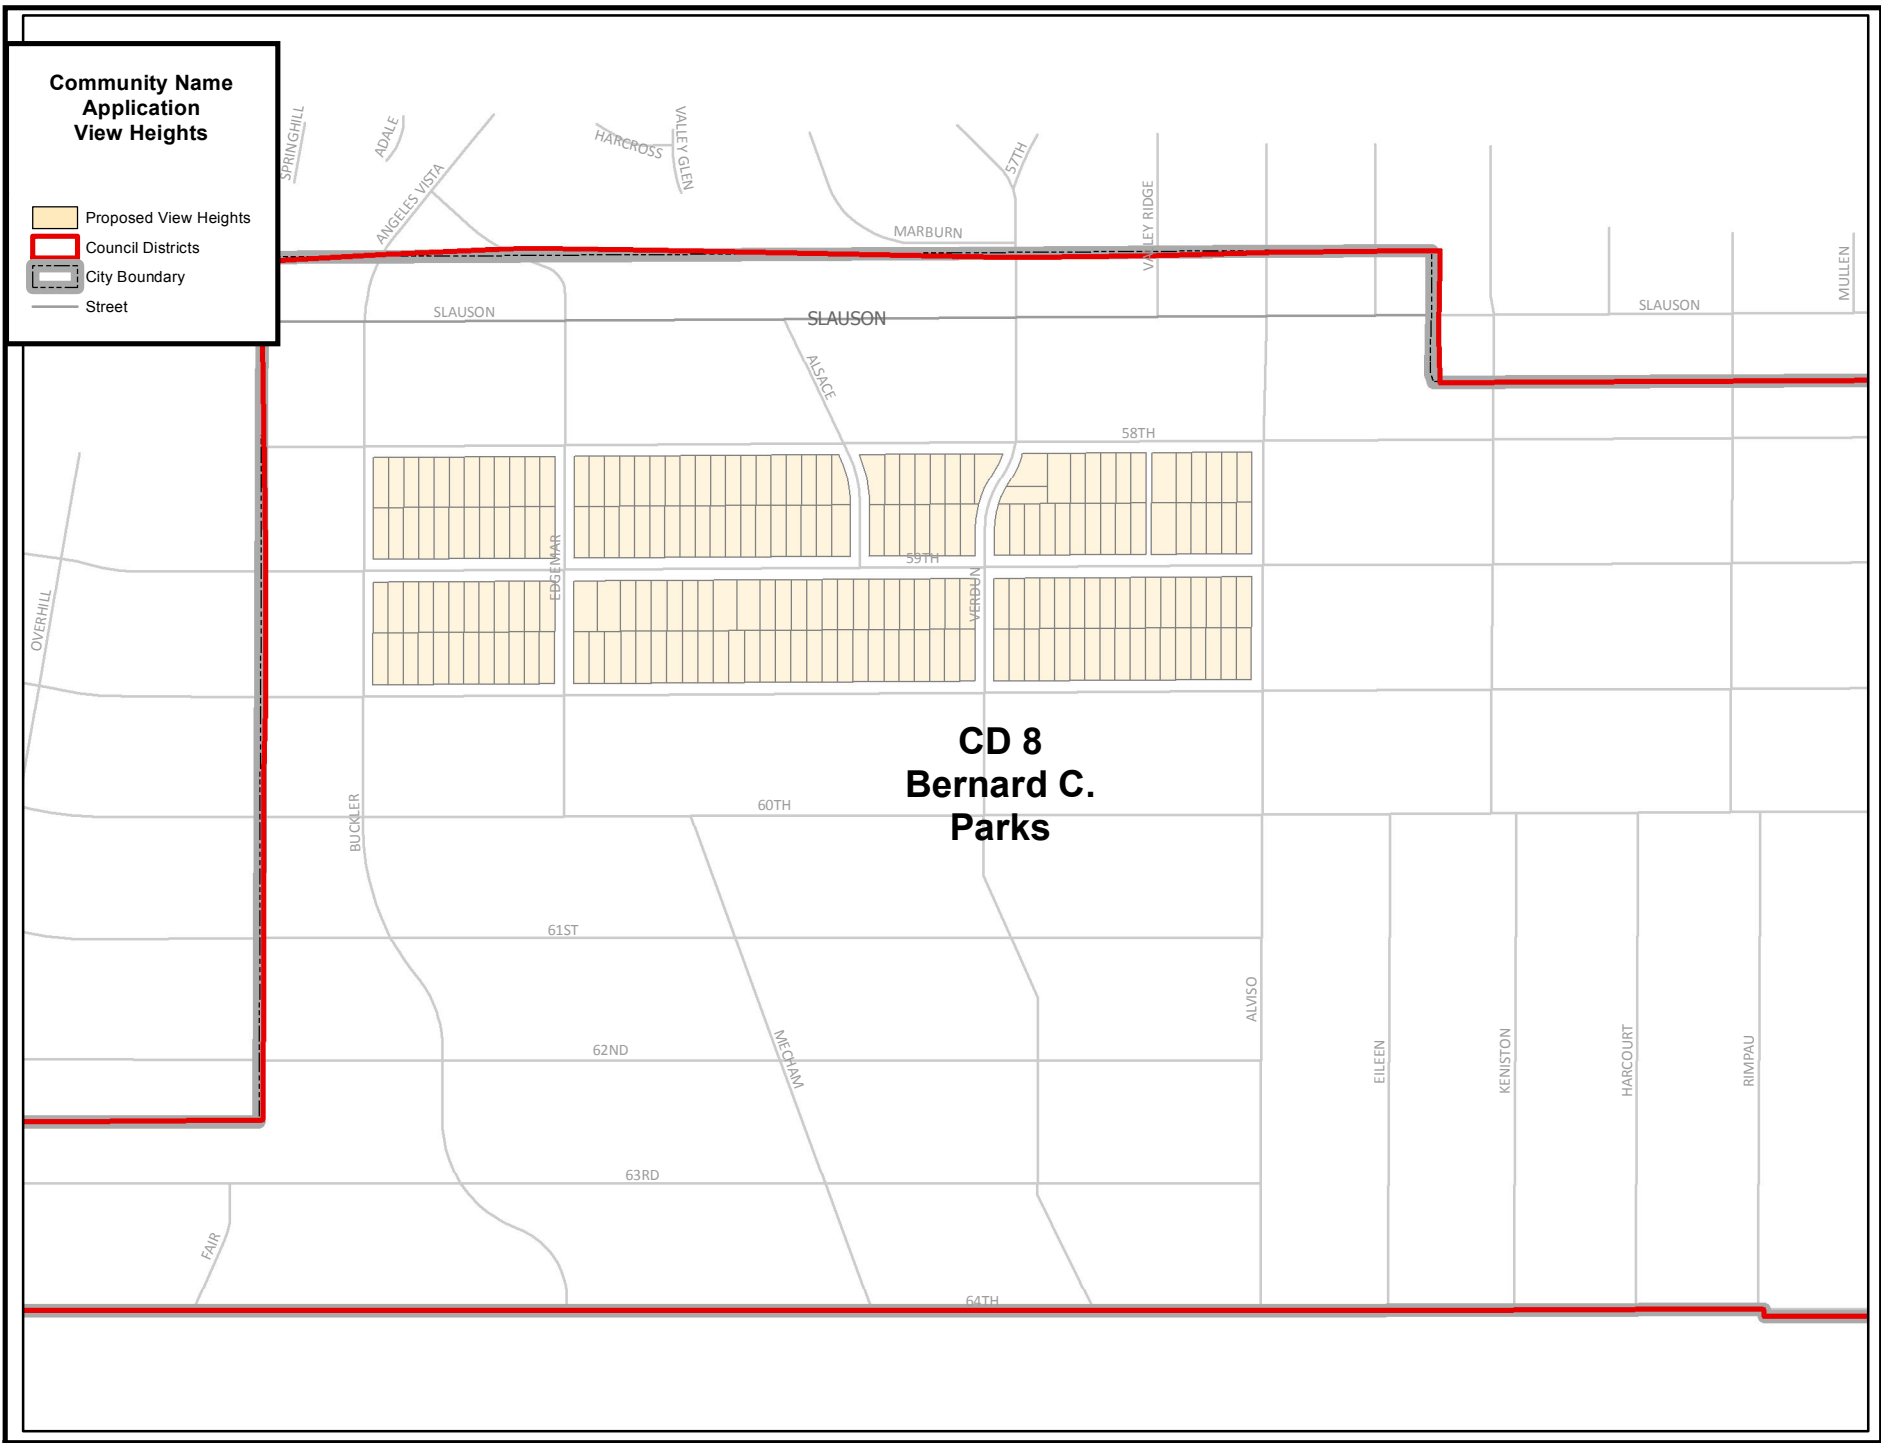 Community Name
Application
View Heights
Proposed View Heights
Council Districts
City Boundary
Street
SPRINGHILL
ADALE
ANGELES VISTA
HARCROSS
VALLEY GLEN
57TH
MARBURN
VALLEY RIDGE
MULLEN
SLAUSON
SLAUSON
SLAUSON
ALSACE
58TH
EDGEMAR
59TH
VERDUN
OVERHILL
CD 8
Bernard C.
Parks
BUCKLER
60TH
61ST
ALVISO
62ND
MECHAM
EILEEN
KENISTON
HARCOURT
RIMPAU
63RD
FAIR
64TH